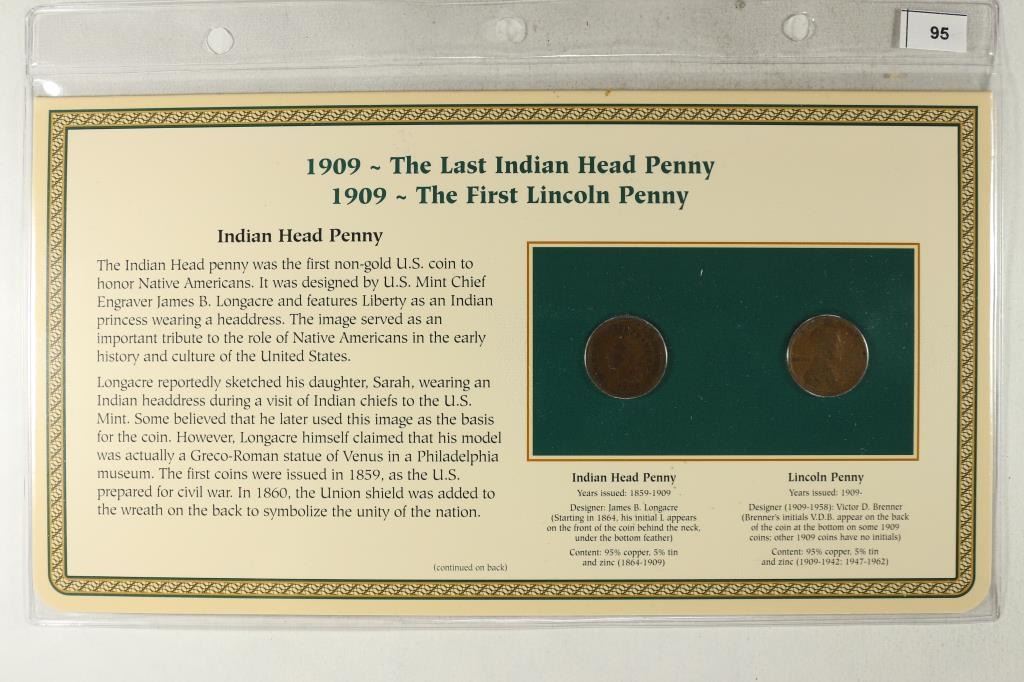 95
1909 ~ The Last Indian Head Penny
1909 ~ The First Lincoln Penny
Indian Head Penny
The Indian Head penny was the first non-gold U.S. coin to
honor Native Americans. It was designed by U.S. Mint Chief
Engraver James B. Longacre and features Liberty as an Indian
princess wearing a headdress. The image served as an
important tribute to the role of Native Americans in the early
history and culture of the United States.
Longacre reportedly sketched his daughter, Sarah, wearing an
Indian headdress during a visit of Indian chiefs to the U.S.
Mint. Some believed that he later used this image as the basis
for the coin. However, Longacre himself claimed that his model
was actually a Greco-Roman statue of Venus in a Philadelphia
museum. The first coins were issued in 1859, as the U.S.
prepared for civil war. In 1860, the Union shield was added to
the wreath on the back to symbolize the unity of the nation.
(continued on back)
Indian Head Penny
Years issued: 1859-1909
Designer: James B. Longacre
(Starting in 1864, his initial L appears
on the front of the coin behind the neck,
under the bottom feather)
Content: 95% copper, 5% tin
and zinc (1864-1909)
Lincoln Penny
Years issued: 1909-
Designer (1909-1958): Victor D. Brenner
(Brenner's initials V.D.B. appear on the back
of the coin at the bottom on some 1909
coins; other 1909 coins have no initials)
Content: 95% copper, 5% tin
and zinc (1909-1942; 1947-1962)